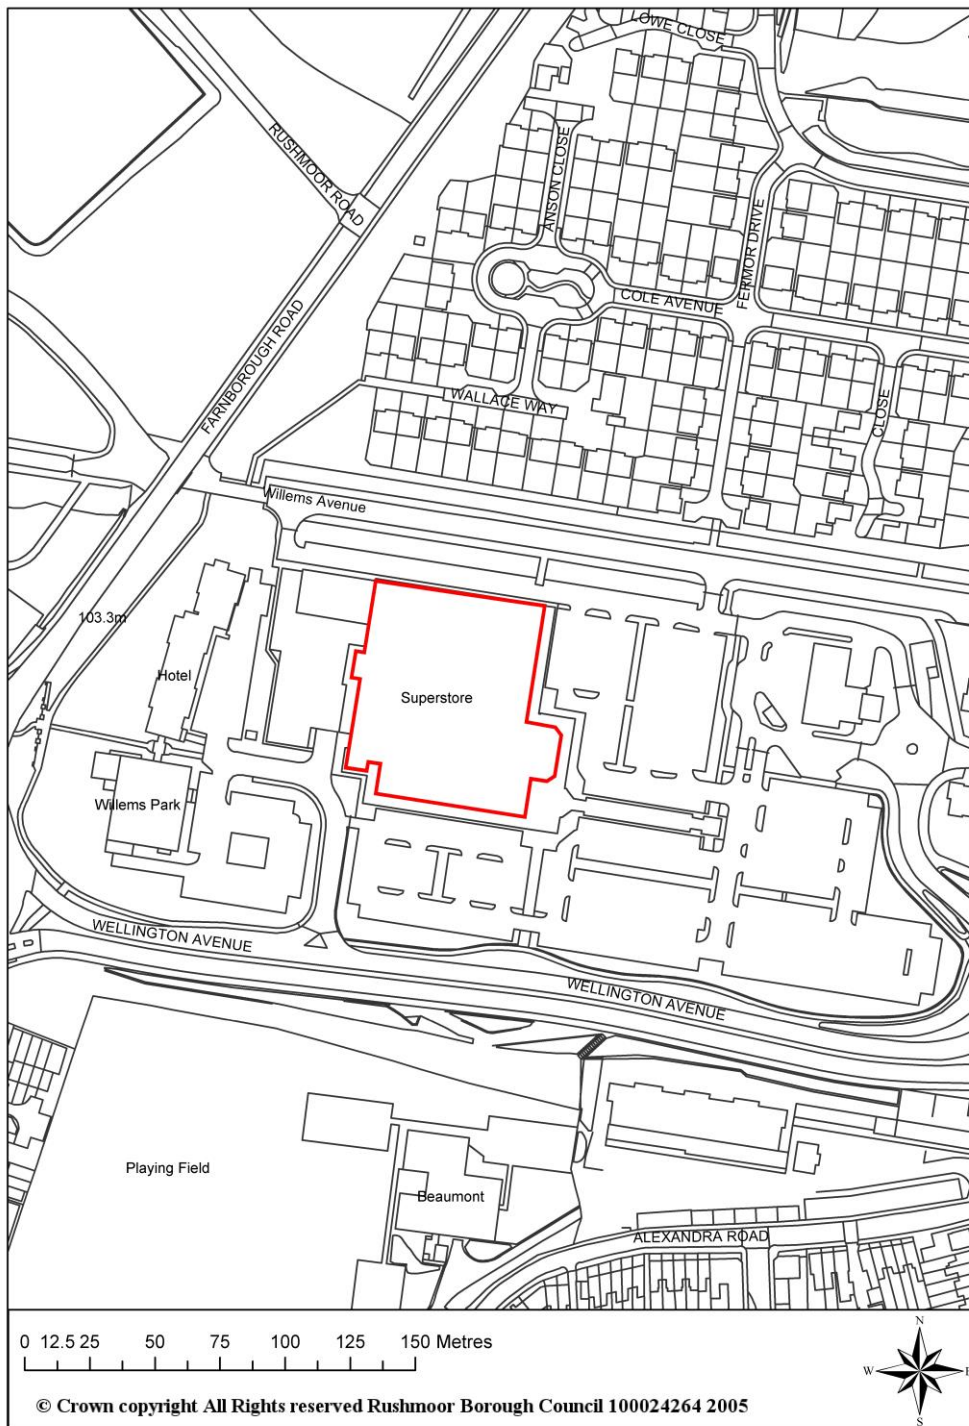 LOWE CLOSE
RUSHMOOR ROAD
ANSON CLOSE
FERMOR DRIVE
COLE AVENUE
FARNBOROUGH ROAD
WALLACE WAY
CLOSE
Willems Avenue
103.3m
Hotel
Superstore
Willems Park
WELLINGTON AVENUE
WELLINGTON AVENUE
Playing Field
Beaumont
ALEXANDRA ROAD
0 12.5 25 50 75 100 125 150 Metres
N
W E
S
© Crown copyright All Rights reserved Rushmoor Borough Council 100024264 2005